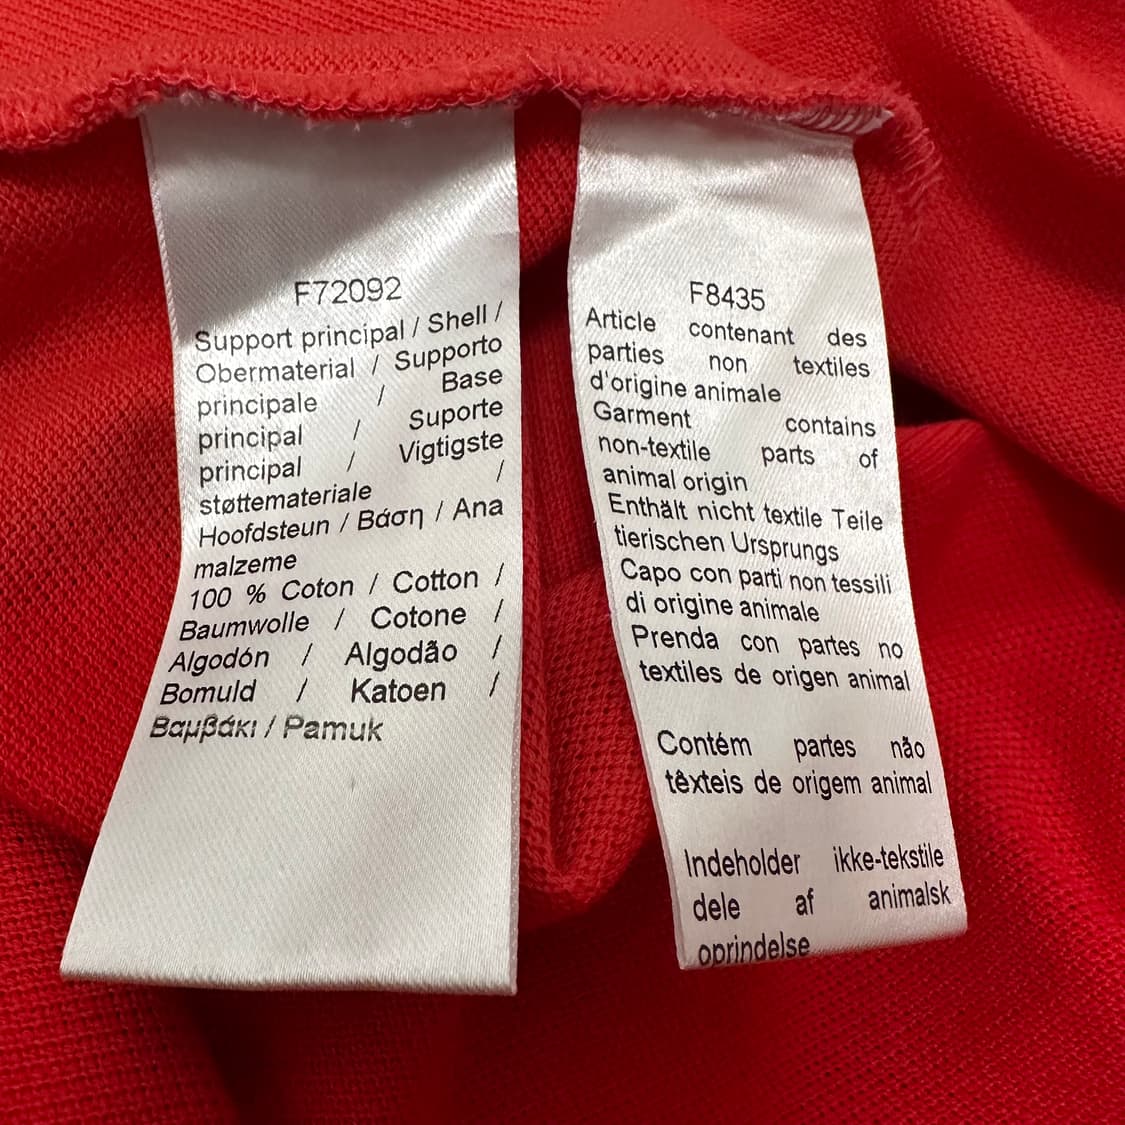 F72092
Support principal / Shell /
Obermaterial / Supporto
principale / Base
principal / Suporte
principal / Vigtigste
støttemateriale /
Hoofdsteun / Βάση / Ana
malzeme
100 % Coton / Cotton /
Baumwolle / Cotone /
Algodón / Algodão /
Bomuld / Katoen /
Βαμβάκι / Pamuk
F8435
Article contenant des
parties non textiles
d'origine animale
Garment contains
non-textile parts of
animal origin
Enthält nicht textile Teile
tierischen Ursprungs
Capo con parti non tessili
di origine animale
Prenda con partes no
textiles de origen animal
Contém partes não
têxteis de origem animal
Indeholder ikke-tekstile
dele af animalsk
oprindelse